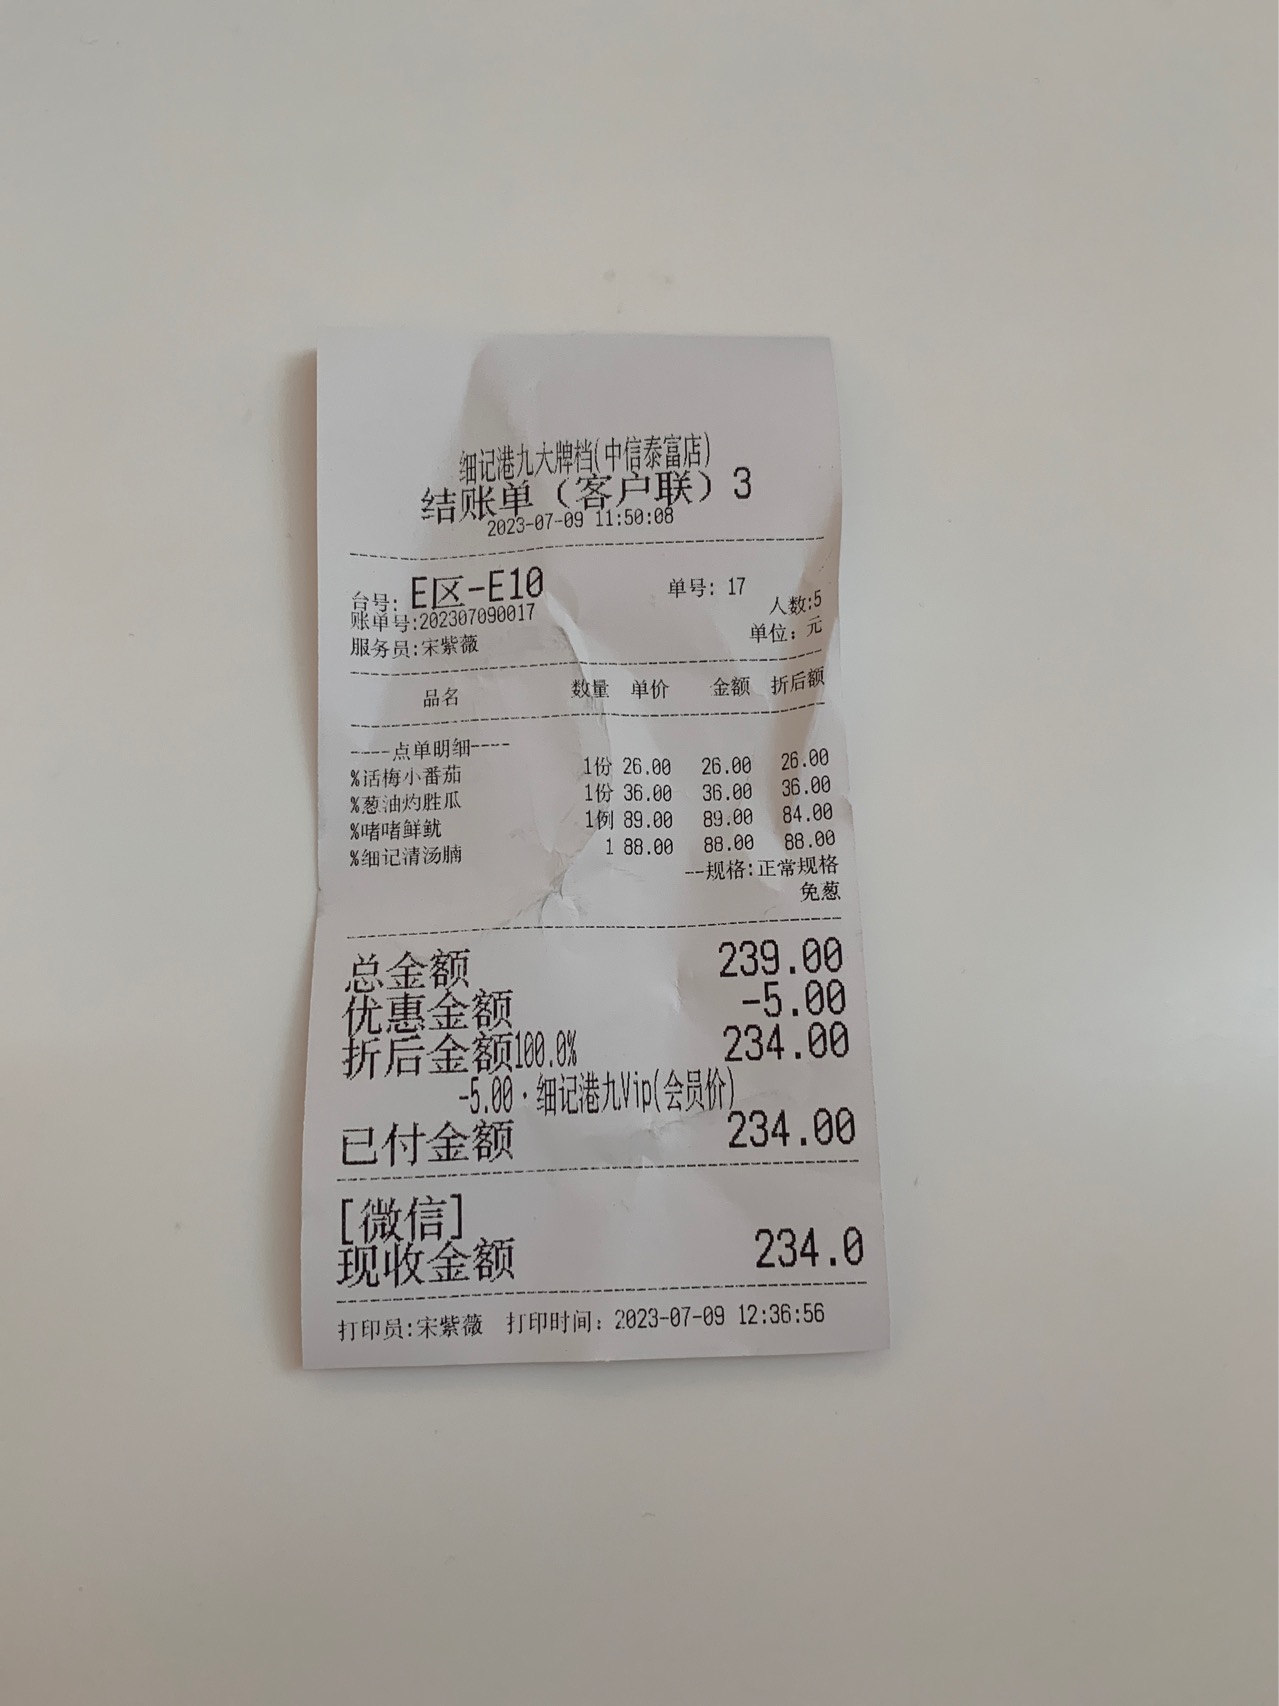 细记港九大牌档(中信泰富店)
结账单（客户联）3
2023-07-09 11:50:08
台号: E区-E10 单号: 17
账单号:202307090017 人数:5
服务员:宋紫薇 单位: 元
品名 数量 单价 金额 折后额
----点单明细----
%话梅小番茄 1份 26.00 26.00 26.00
%葱油灼胜瓜 1份 36.00 36.00 36.00
%啫啫鲜鱿 1例 89.00 89.00 84.00
%细记清汤腩 1 88.00 88.00 88.00
--规格:正常规格
免葱
总金额 239.00
优惠金额 -5.00
折后金额100.0% 234.00
-5.00·细记港九Vip(会员价)
已付金额 234.00
[微信]
现收金额 234.0
打印员:宋紫薇 打印时间: 2023-07-09 12:36:56